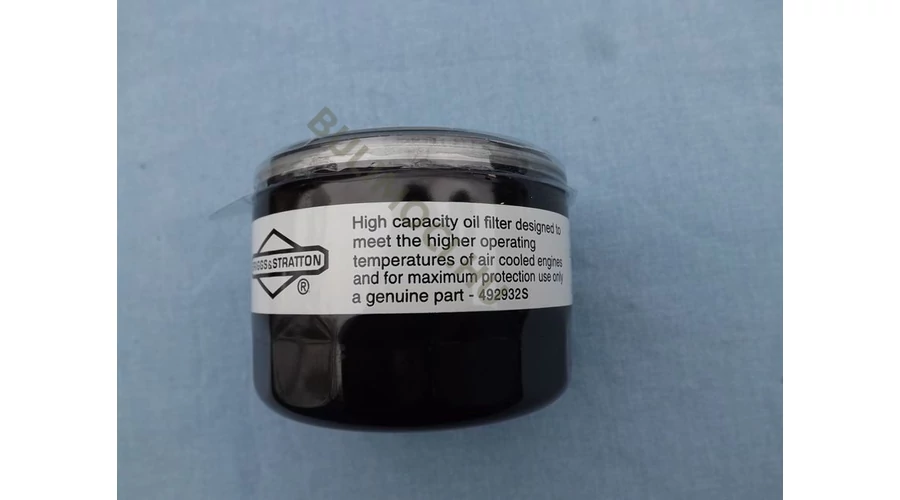 High capacity oil filter designed to
meet the higher operating
temperatures of air cooled engines
and for maximum protection use only
a genuine part - 492932S
RIGGS&STRATTON
®